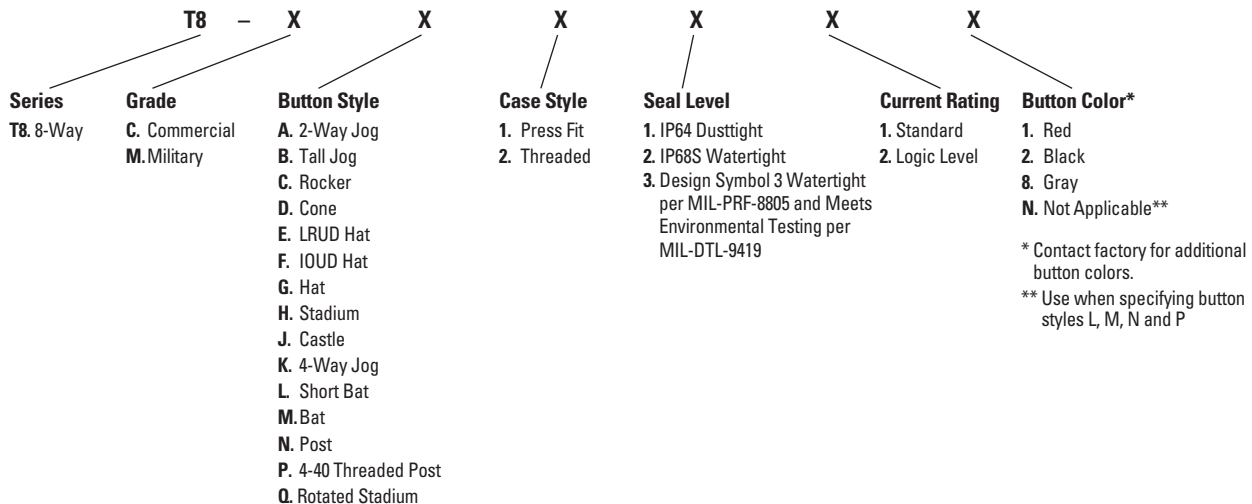 T8 – X X X X X X
Series
T8. 8-Way
Grade
C. Commercial
M. Military
Button Style
A. 2-Way Jog
B. Tall Jog
C. Rocker
D. Cone
E. LRUD Hat
F. IOUD Hat
G. Hat
H. Stadium
J. Castle
K. 4-Way Jog
L. Short Bat
M. Bat
N. Post
P. 4-40 Threaded Post
Q. Rotated Stadium
Case Style
1. Press Fit
2. Threaded
Seal Level
1. IP64 Dusttight
2. IP68S Watertight
3. Design Symbol 3 Watertight
per MIL-PRF-8805 and Meets
Environmental Testing per
MIL-DTL-9419
Current Rating
1. Standard
2. Logic Level
Button Color*
1. Red
2. Black
8. Gray
N. Not Applicable**
* Contact factory for additional
button colors.
** Use when specifying button
styles L, M, N and P